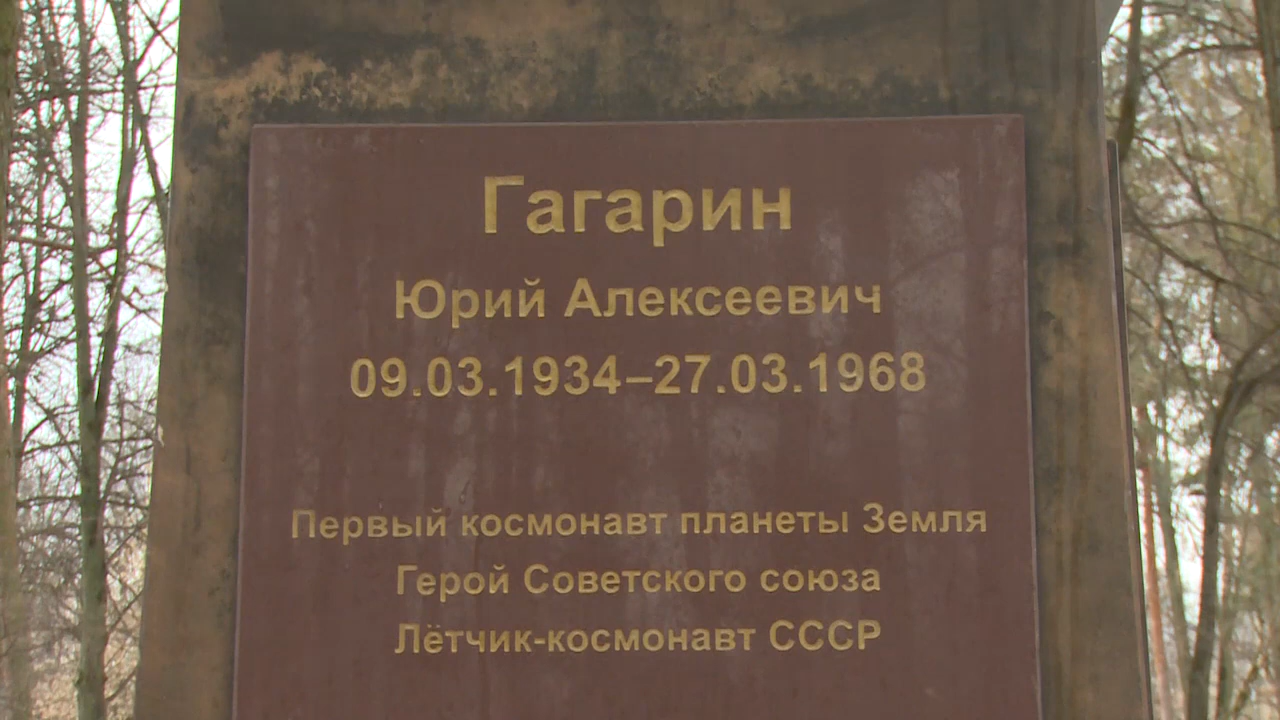 Гагарин
Юрий Алексеевич
09.03.1934–27.03.1968
Первый космонавт планеты Земля
Герой Советского союза
Лётчик-космонавт СССР